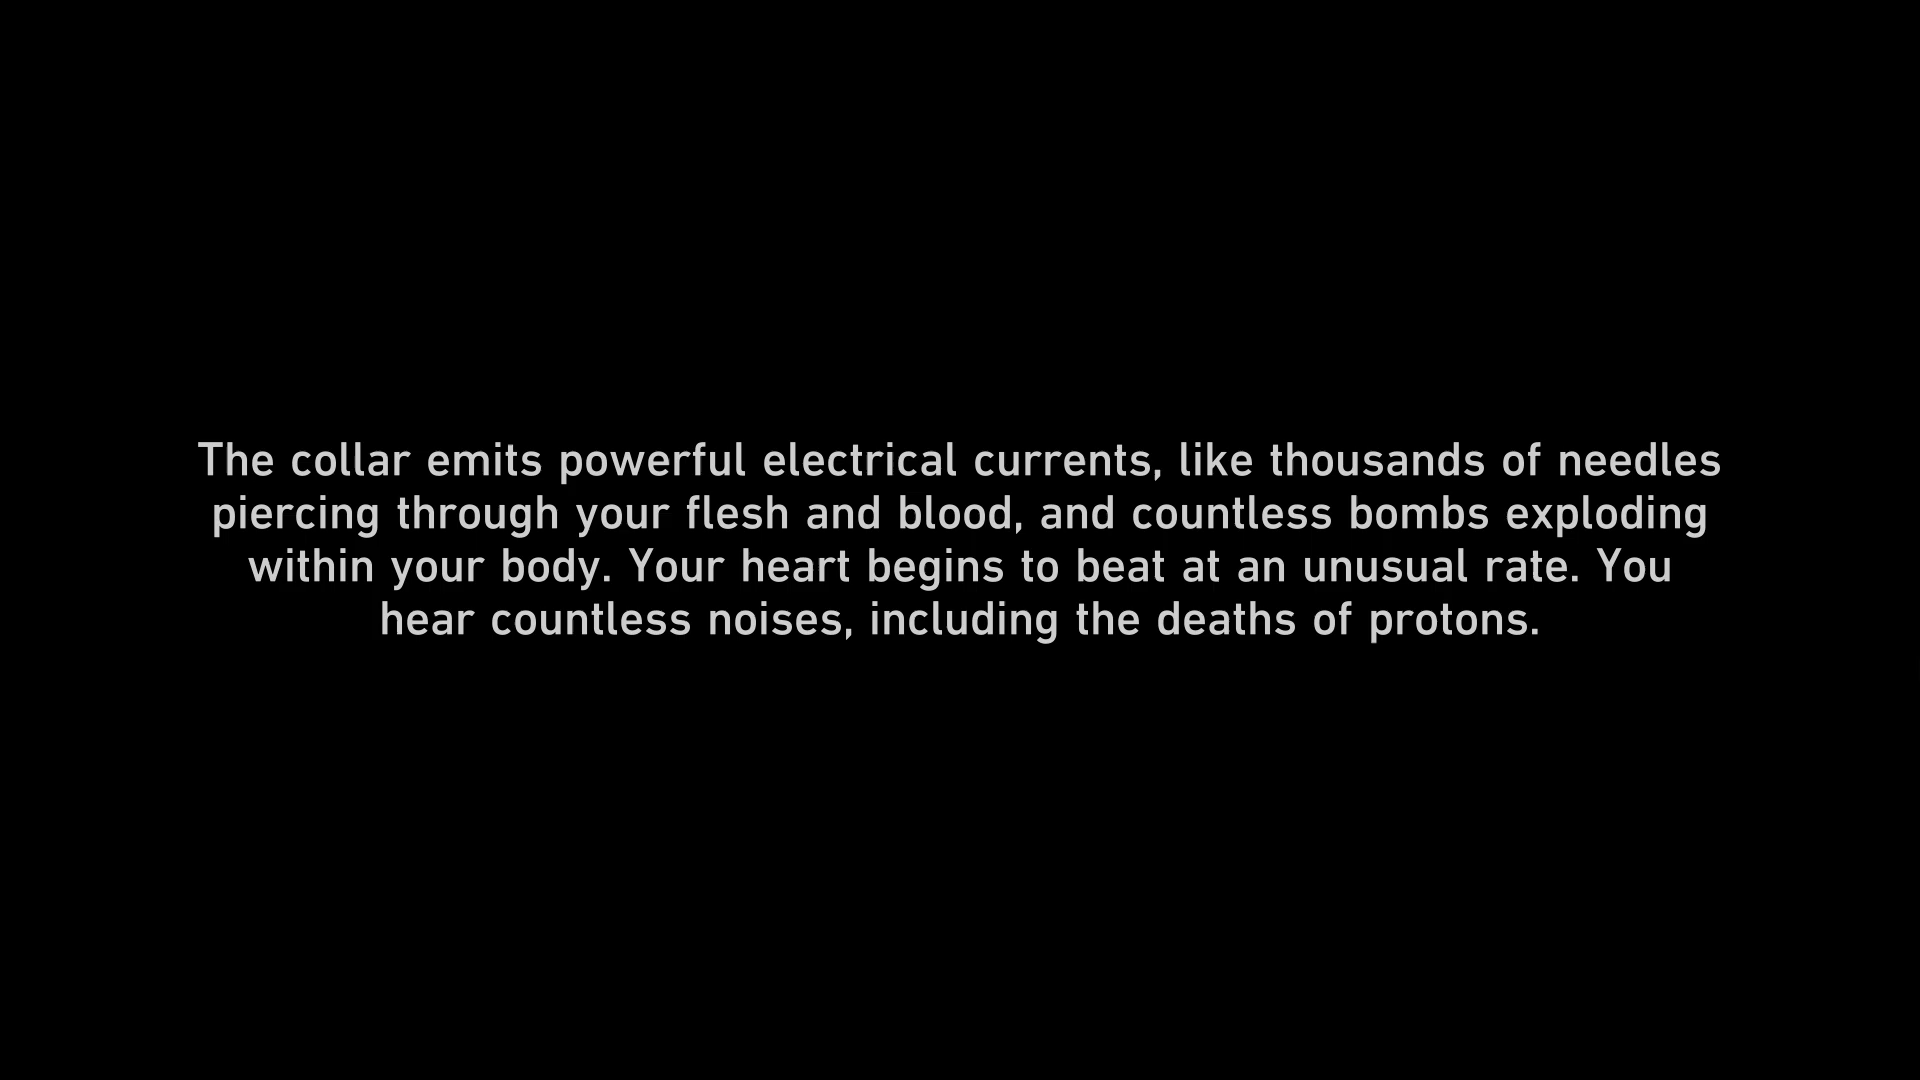 The collar emits powerful electrical currents, like thousands of needles
piercing through your flesh and blood, and countless bombs exploding
within your body. Your heart begins to beat at an unusual rate. You
hear countless noises, including the deaths of protons.